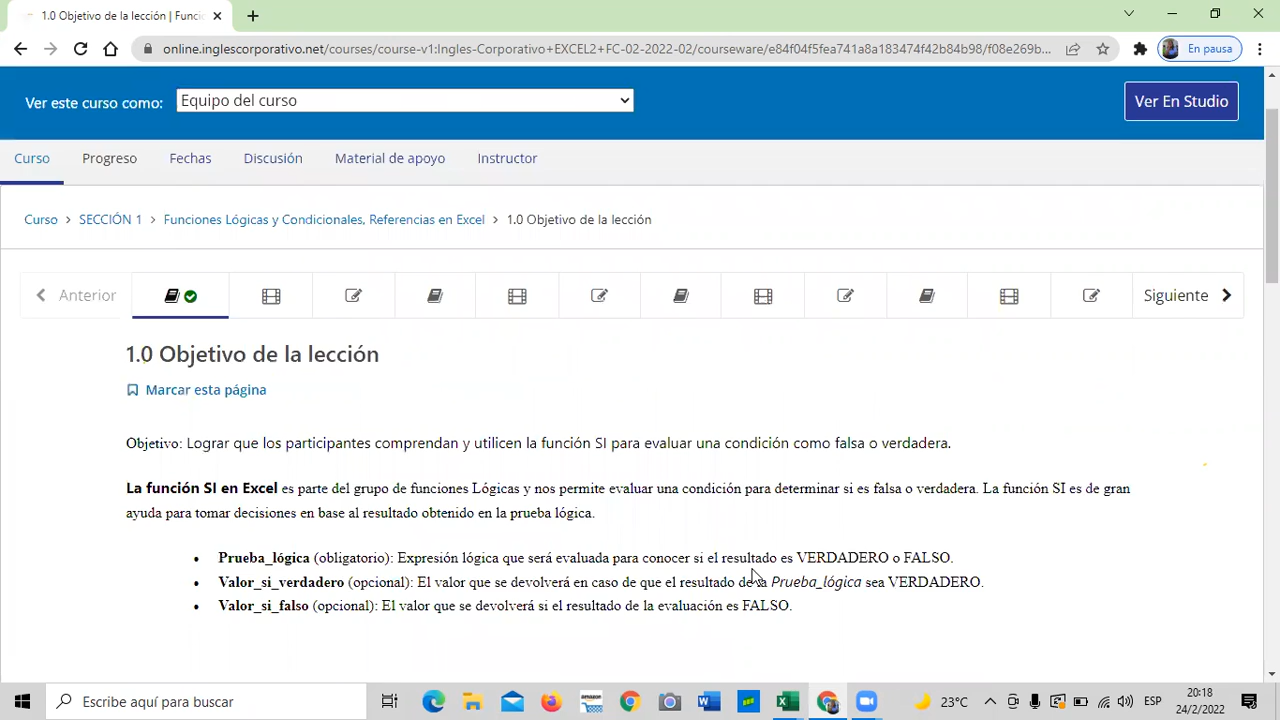 1.0 Objetivo de la lección | Funci
online.inglescorporativo.net/courses/course-v1:Ingles-Corporativo+EXCEL2+FC-02-2022-02/courseware/e84f04f5fea741a8a183474f42b84b98/f08e269b...
En pausa
Ver este curso como:
Equipo del curso
Ver En Studio
Curso
Progreso
Fechas
Discusión
Material de apoyo
Instructor
Curso > SECCIÓN 1 > Funciones Lógicas y Condicionales, Referencias en Excel > 1.0 Objetivo de la lección
Anterior
Siguiente
1.0 Objetivo de la lección
Marcar esta página
Objetivo: Lograr que los participantes comprendan y utilicen la función SI para evaluar una condición como falsa o verdadera.
La función SI en Excel es parte del grupo de funciones Lógicas y nos permite evaluar una condición para determinar si es falsa o verdadera. La función SI es de gran
ayuda para tomar decisiones en base al resultado obtenido en la prueba lógica.
• Prueba_lógica (obligatorio): Expresión lógica que será evaluada para conocer si el resultado es VERDADERO o FALSO.
• Valor_si_verdadero (opcional): El valor que se devolverá en caso de que el resultado de la Prueba_lógica sea VERDADERO.
• Valor_si_falso (opcional): El valor que se devolverá si el resultado de la evaluación es FALSO.
Escribe aquí para buscar
amazon
23°C
ESP
20:18
24/2/2022